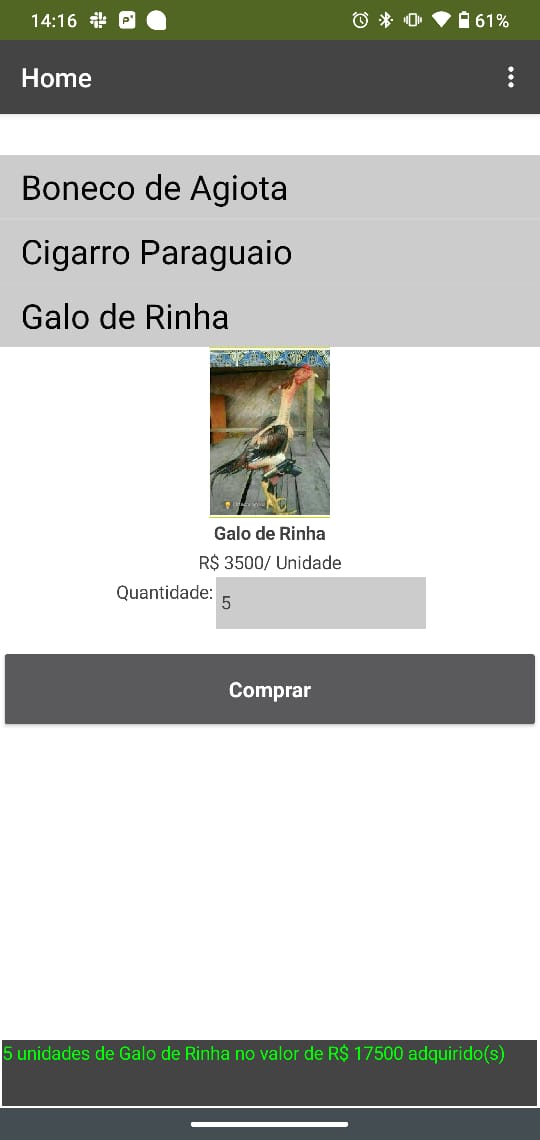 14:16
61%
Home
Boneco de Agiota
Cigarro Paraguaio
Galo de Rinha
Galo de Rinha
R$ 3500/ Unidade
Quantidade: 5
Comprar
5 unidades de Galo de Rinha no valor de R$ 17500 adquirido(s)